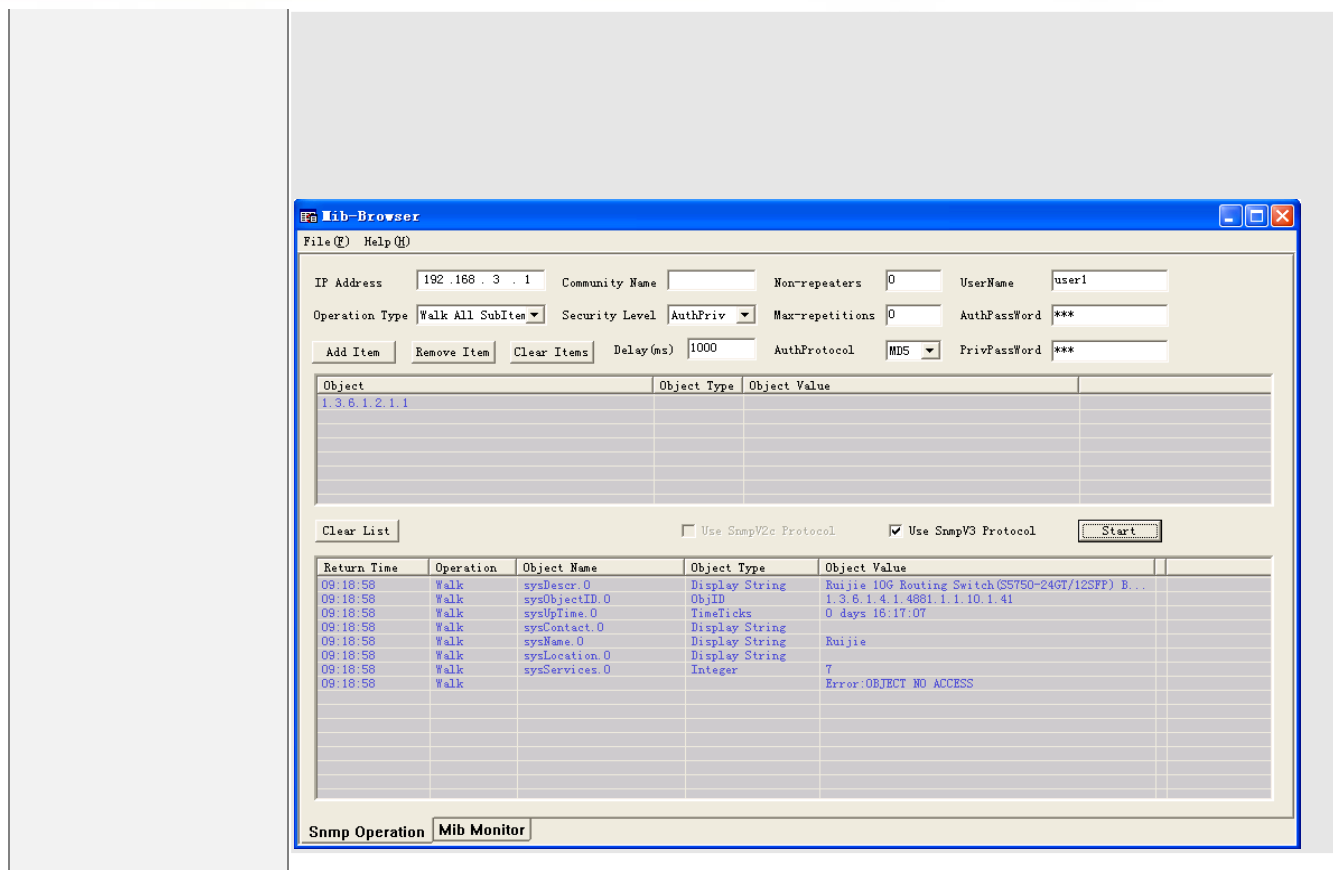 Mib-Browser
File(F) Help(H)
IP Address 192 .168 . 3 . 1 Community Name Non-repeaters 0 UserName user1
Operation Type Walk All SubItem Security Level AuthPriv Max-repetitions 0 AuthPassWord ***
Add Item Remove Item Clear Items Delay(ms) 1000 AuthProtocol MD5 PrivPassWord ***
Object Object Type Object Value
1.3.6.1.2.1.1
Clear List Use SnmpV2c Protocol Use SnmpV3 Protocol Start
Return Time Operation Object Name Object Type Object Value
09:18:58 Walk sysDescr.0 Display String Ruijie 10G Routing Switch(S5750-24GT/12SFP) B...
09:18:58 Walk sysObjectID.0 ObjID 1.3.6.1.4.1.4881.1.1.10.1.41
09:18:58 Walk sysUpTime.0 TimeTicks 0 days 16:17:07
09:18:58 Walk sysContact.0 Display String
09:18:58 Walk sysName.0 Display String Ruijie
09:18:58 Walk sysLocation.0 Display String
09:18:58 Walk sysServices.0 Integer 7
09:18:58 Walk Error:OBJECT NO ACCESS
Snmp Operation Mib Monitor